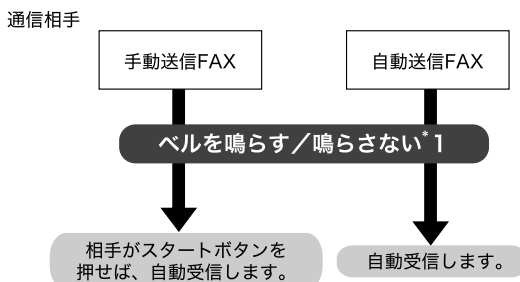 通信相手
手動送信FAX
自動送信FAX
ベルを鳴らす／鳴らさない*1
相手がスタートボタンを
押せば、自動受信します。
自動受信します。